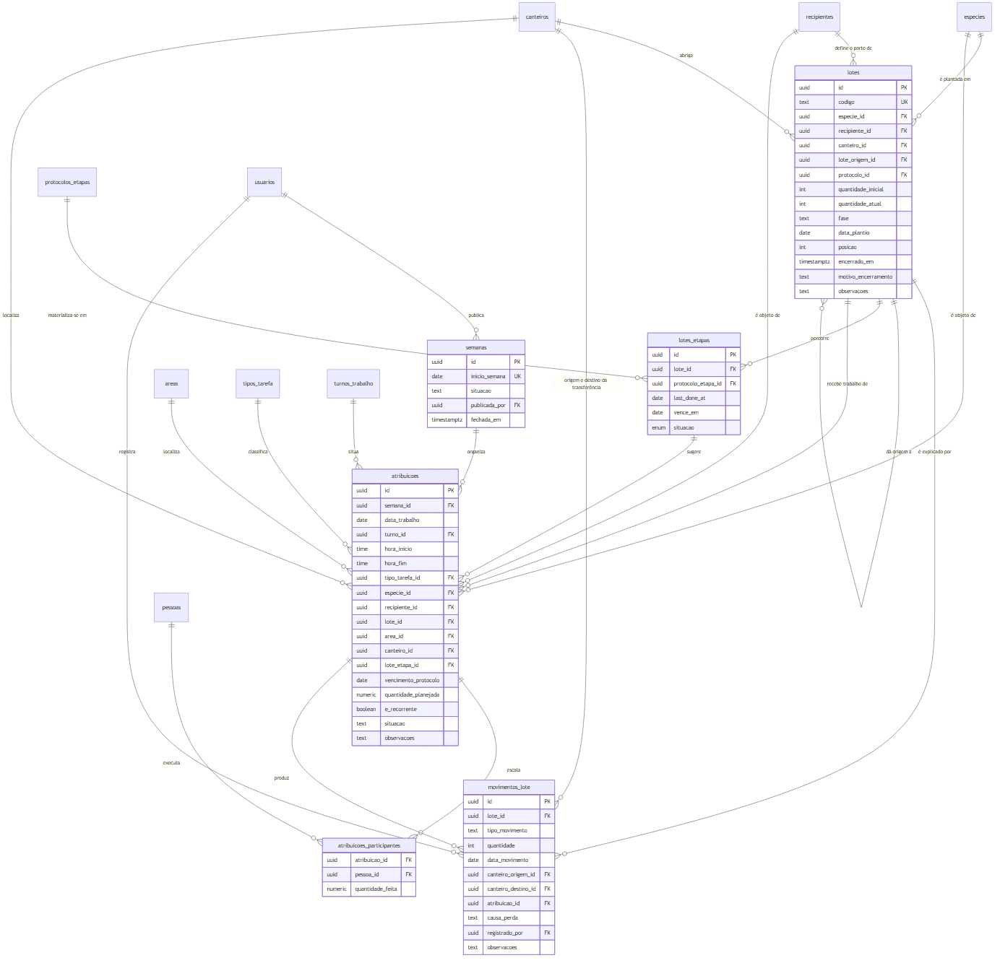 canteiros
recipientes
especies
define o porte de
abriga
é plantada em
lotes
uuid id PK
text codigo UK
uuid especie_id FK
uuid recipiente_id FK
uuid canteiro_id FK
uuid lote_origem_id FK
uuid protocolo_id FK
int quantidade_inicial
int quantidade_atual
text fase
date data_plantio
int posicao
timestamptz encerrado_em
text motivo_encerramento
text observacoes
protocolos_etapas
usuarios
localiza
materializa-se em
publica
é objeto de
é objeto de
percorre
semanas
uuid id PK
date inicio_semana UK
text situacao
uuid publicada_por FK
timestamptz fechada_em
lotes_etapas
uuid id PK
uuid lote_id FK
uuid protocolo_etapa_id FK
date last_done_at
date vence_em
enum situacao
areas
tipos_tarefa
turnos_trabalho
origem e destino da
transferência
recebe trabalho de
registra
localiza
classifica
situa
organiza
sugere
dá origem a
é explicado por
atribuicoes
uuid id PK
uuid semana_id FK
date data_trabalho
uuid turno_id FK
time hora_inicio
time hora_fim
uuid tipo_tarefa_id FK
uuid especie_id FK
uuid recipiente_id FK
uuid lote_id FK
uuid area_id FK
uuid canteiro_id FK
uuid lote_etapa_id FK
date vencimento_protocolo
numeric quantidade_planejada
boolean e_recorrente
text situacao
text observacoes
pessoas
executa
produz
escala
movimentos_lote
uuid id PK
uuid lote_id FK
text tipo_movimento
int quantidade
date data_movimento
uuid canteiro_origem_id FK
uuid canteiro_destino_id FK
uuid atribuicao_id FK
text causa_perda
uuid registrado_por FK
text observacoes
atribuicoes_participantes
uuid atribuicao_id FK
uuid pessoa_id FK
numeric quantidade_feita